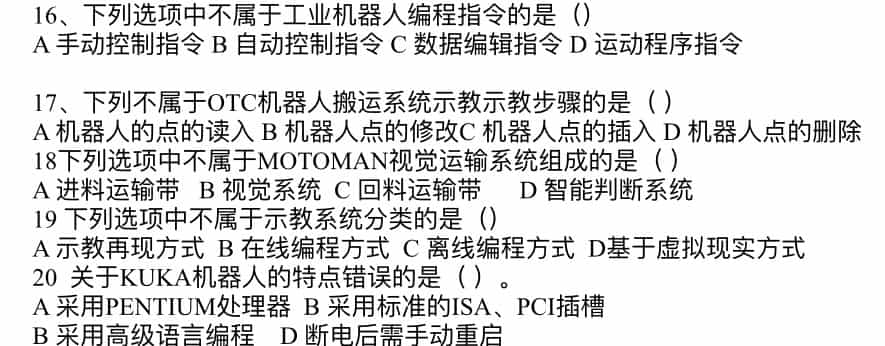 16、下列选项中不属于工业机器人编程指令的是（）
A 手动控制指令 B 自动控制指令 C 数据编辑指令 D 运动程序指令
17、下列不属于OTC机器人搬运系统示教示教步骤的是（ ）
A 机器人的点的读入 B 机器人点的修改C 机器人点的插入 D 机器人点的删除
18下列选项中不属于MOTOMAN视觉运输系统组成的是（ ）
A 进料运输带 B 视觉系统 C 回料运输带 D 智能判断系统
19 下列选项中不属于示教系统分类的是（）
A 示教再现方式 B 在线编程方式 C 离线编程方式 D基于虚拟现实方式
20 关于KUKA机器人的特点错误的是（ ）。
A 采用PENTIUM处理器 B 采用标准的ISA、PCI插槽
B 采用高级语言编程 D 断电后需手动重启